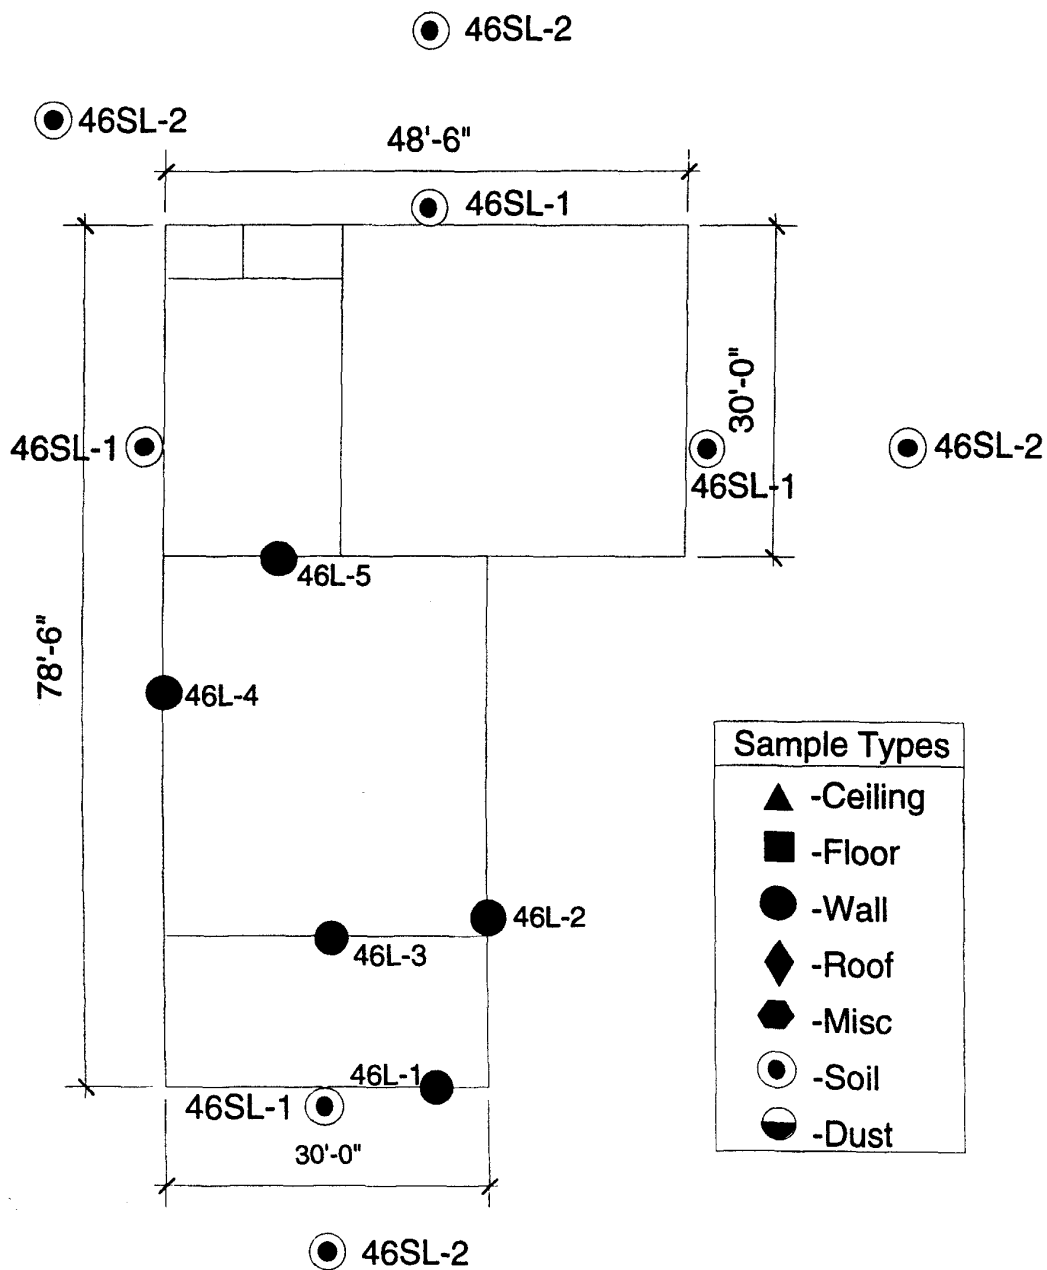 46SL-2
46SL-2
48'-6"
46SL-1
30'-0"
46SL-1
46SL-2
46SL-1
46L-5
78'-6"
46L-4
Sample Types
-Ceiling
-Floor
-Wall
-Roof
-Misc
-Soil
-Dust
46L-2
46L-3
46L-1
46SL-1
30'-0"
46SL-2